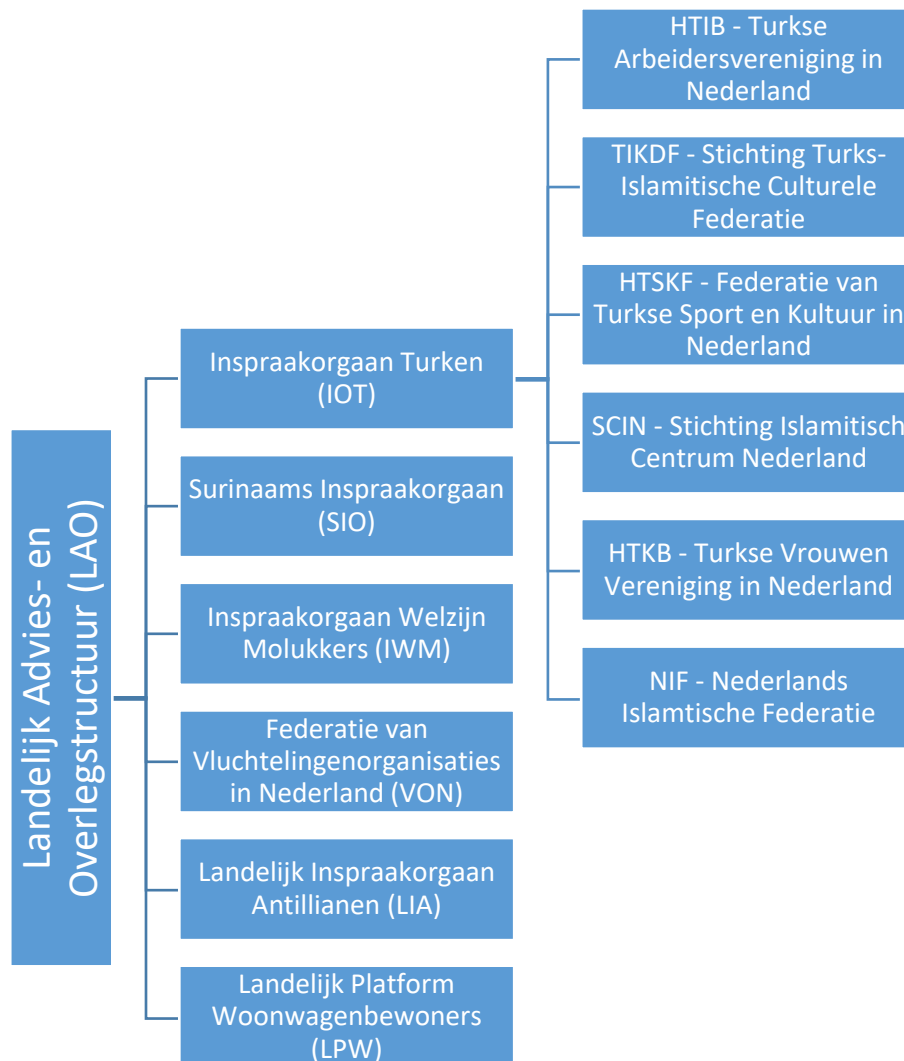 Landelijk Advies- en
Overlegstructuur (LAO)
Inspraakorgaan Turken
(IOT)
Surinaams Inspraakorgaan
(SIO)
Inspraakorgaan Welzijn
Molukkers (IWM)
Federatie van
Vluchtelingenorganisaties
in Nederland (VON)
Landelijk Inspraakorgaan
Antillianen (LIA)
Landelijk Platform
Woonwagenbewoners
(LPW)
HTIB - Turkse
Arbeidersvereniging in
Nederland
TIKDF - Stichting Turks-
Islamitische Culturele
Federatie
HTSKF - Federatie van
Turkse Sport en Kultuur in
Nederland
SCIN - Stichting Islamitisch
Centrum Nederland
HTKB - Turkse Vrouwen
Vereniging in Nederland
NIF - Nederlands
Islamtische Federatie